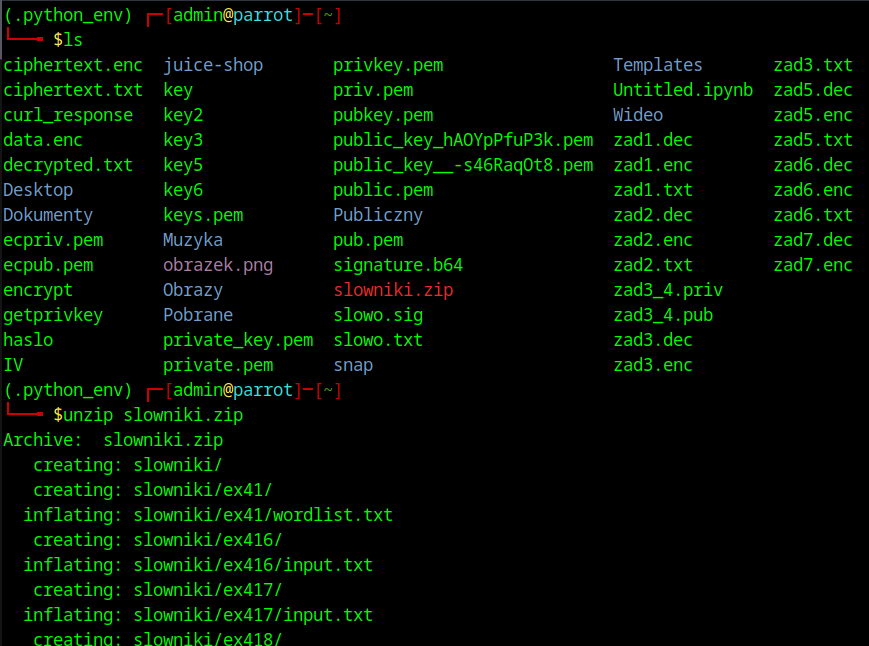 (.python_env) ┌─[admin@parrot]─[~]
└──╼ $ls
ciphertext.enc juice-shop privkey.pem Templates zad3.txt
ciphertext.txt key priv.pem Untitled.ipynb zad5.dec
curl_response key2 pubkey.pem Wideo zad5.enc
data.enc key3 public_key_hAOYpPfuP3k.pem zad1.dec zad5.txt
decrypted.txt key5 public_key__-s46RaqOt8.pem zad1.enc zad6.dec
Desktop key6 public.pem zad1.txt zad6.enc
Dokumenty keys.pem Publiczny zad2.dec zad6.txt
ecpriv.pem Muzyka pub.pem zad2.enc zad7.dec
ecpub.pem obrazek.png signature.b64 zad2.txt zad7.enc
encrypt Obrazy slowniki.zip zad3_4.priv
getprivkey Pobrane slowo.sig zad3_4.pub
haslo private_key.pem slowo.txt zad3.dec
IV private.pem snap zad3.enc
(.python_env) ┌─[admin@parrot]─[~]
└──╼ $unzip slowniki.zip
Archive:  slowniki.zip
   creating: slowniki/
   creating: slowniki/ex41/
  inflating: slowniki/ex41/wordlist.txt
   creating: slowniki/ex416/
  inflating: slowniki/ex416/input.txt
   creating: slowniki/ex417/
  inflating: slowniki/ex417/input.txt
   creating: slowniki/ex418/